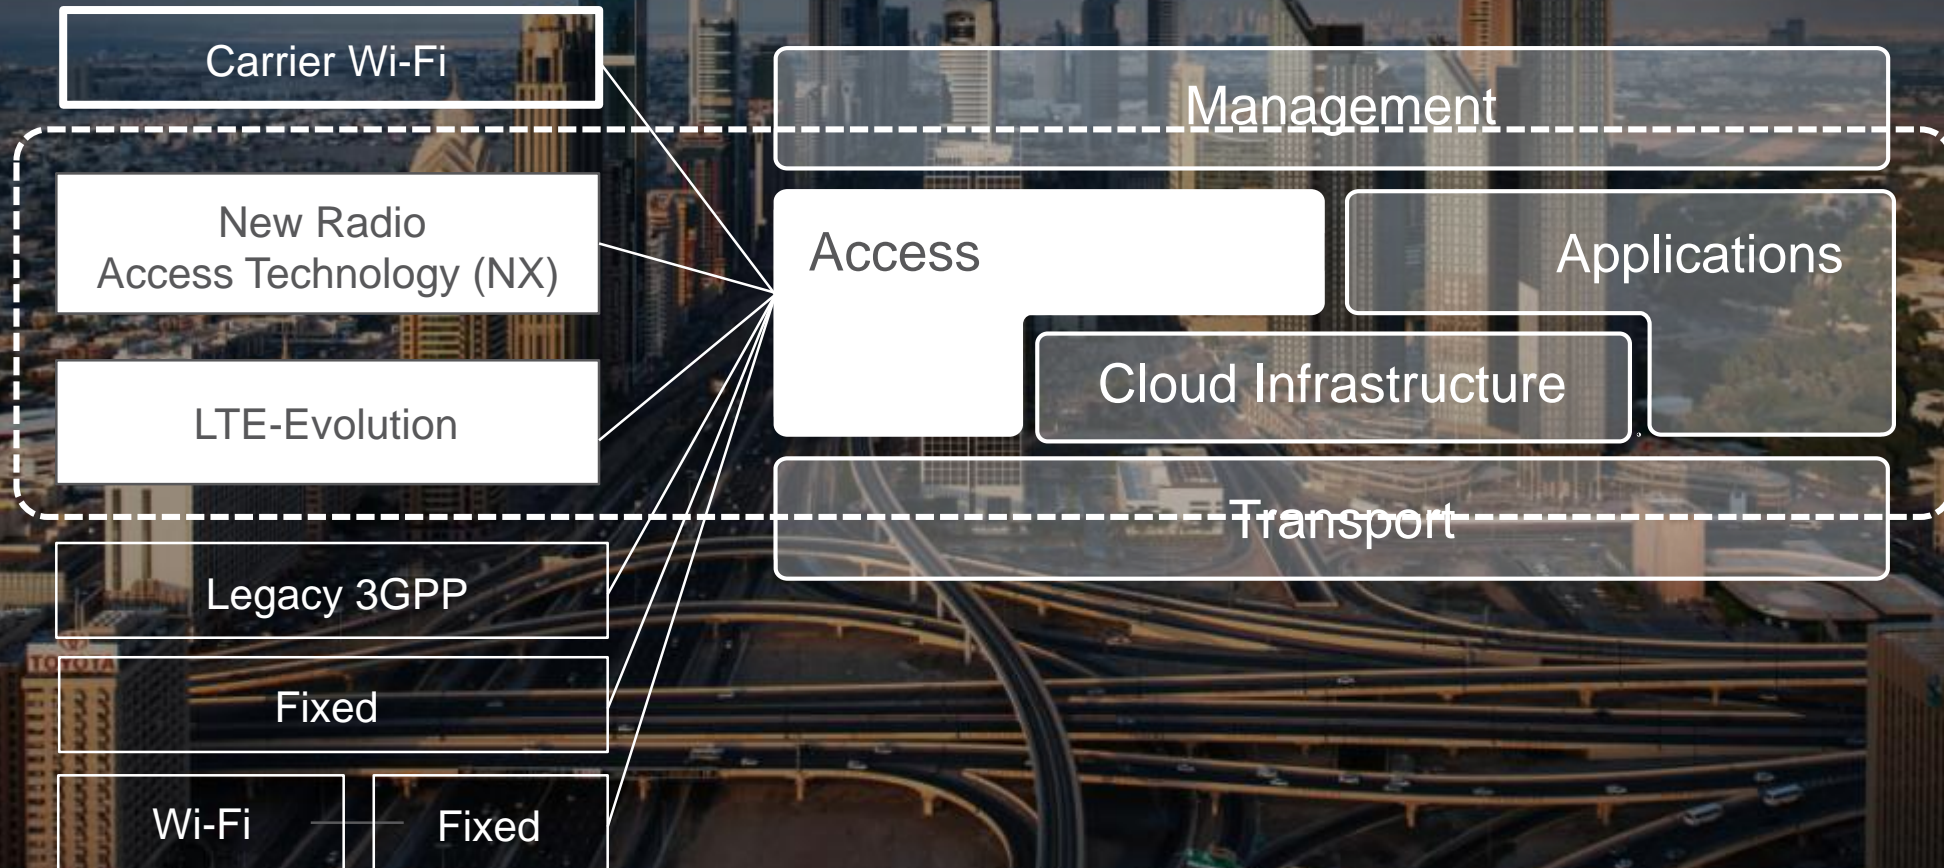 Carrier Wi-Fi
New Radio
Access Technology (NX)
LTE-Evolution
Legacy 3GPP
Fixed
Wi-Fi
Fixed
Management
Access
Applications
Cloud Infrastructure
Transport
TOYOTA